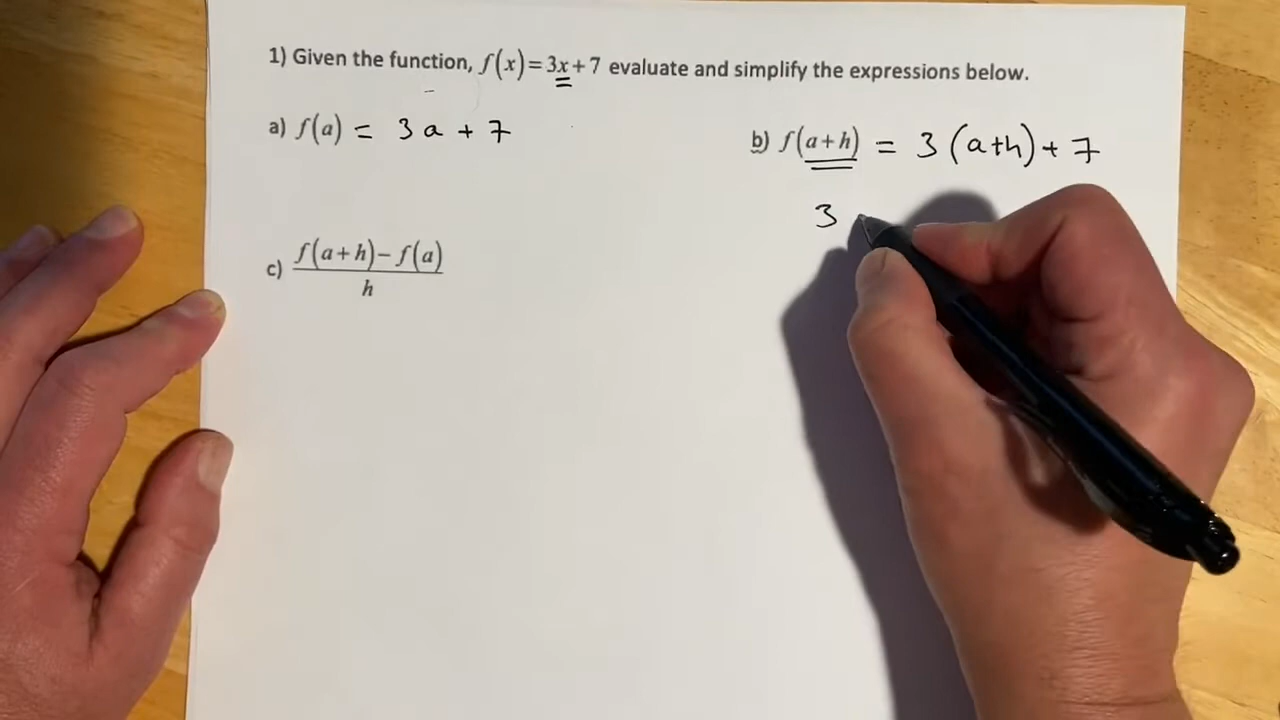 1) Given the function, f(x)=3x+7 evaluate and simplify the expressions below.
a) f(a) = 3a + 7
b) f(a+h) = 3(a+h)+7
3
c) f(a+h)−f(a)
h